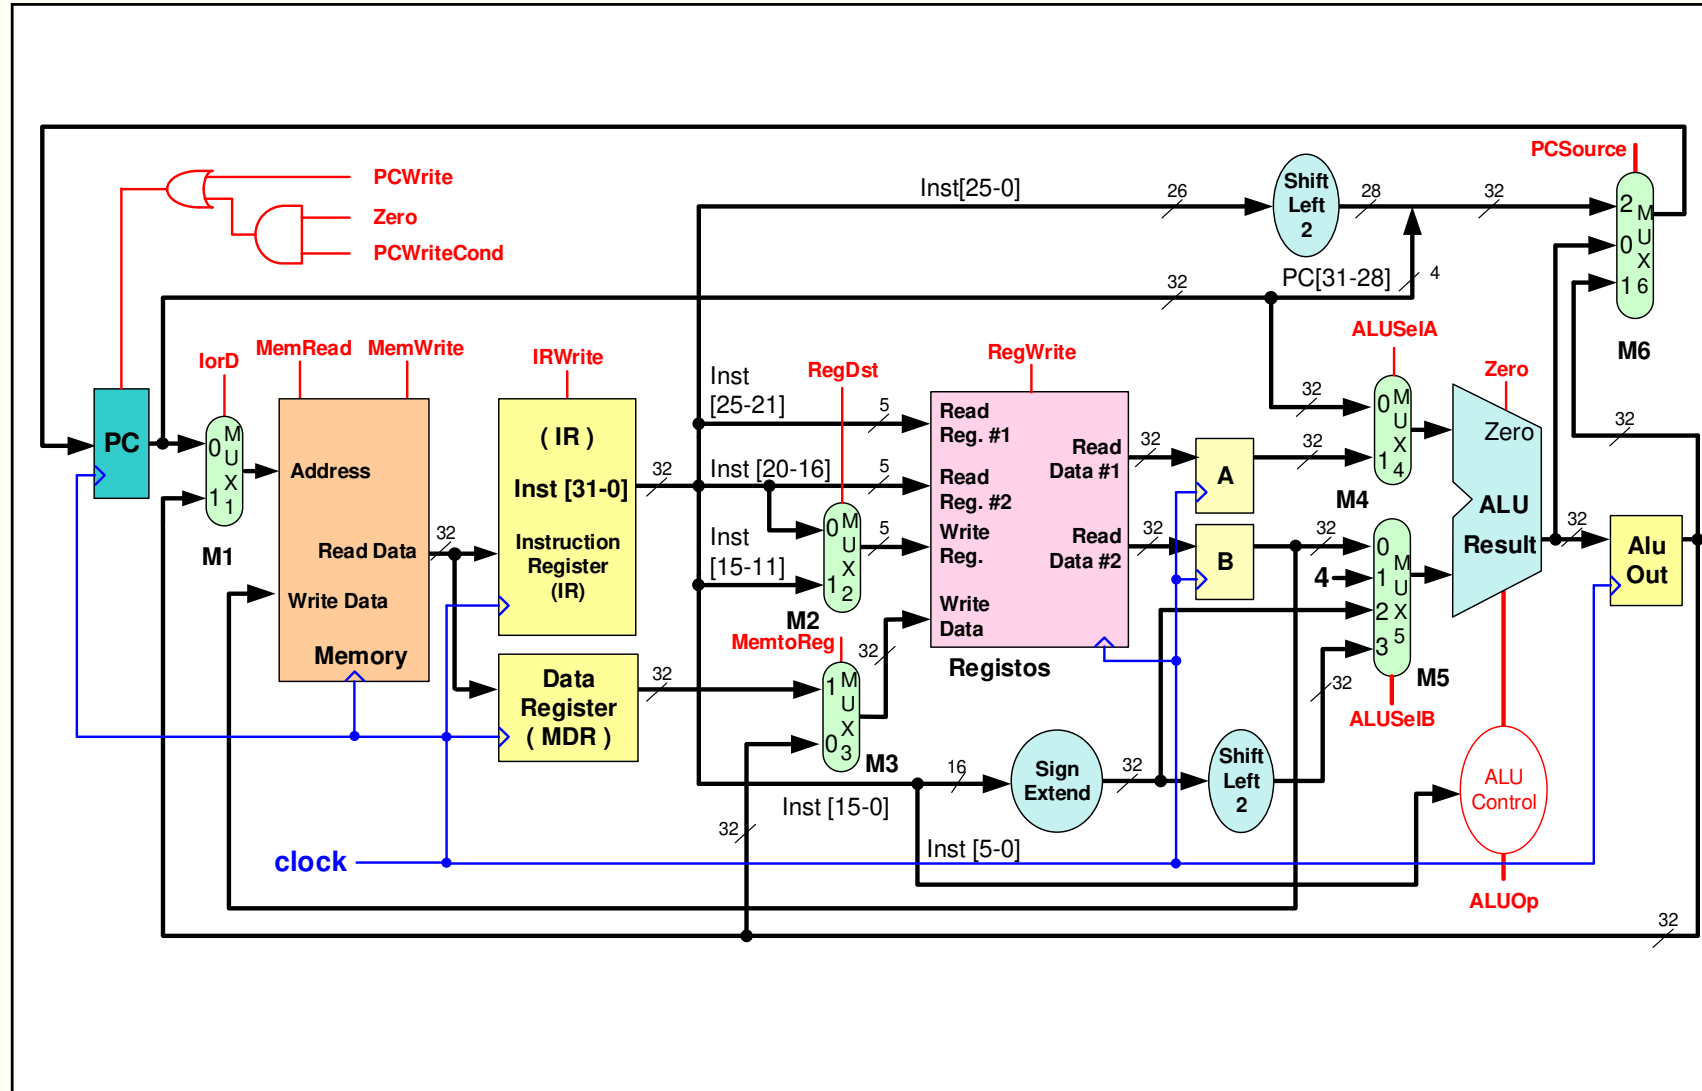 PCSource
PCWrite
Zero
PCWriteCond
Inst[25-0]
26
Shift
Left
2
28
32
2
0
1
M
U
X
6
M6
PC[31-28]
4
32
IorD
MemRead
MemWrite
IRWrite
RegDst
RegWrite
ALUSelA
Zero
PC
0
1
M
U
X
1
M1
Address
Read Data
Write Data
Memory
32
( IR )
Inst [31-0]
Instruction
Register
(IR)
32
Data
Register
( MDR )
32
Inst
[25-21]
5
Inst [20-16]
5
Inst
[15-11]
0
1
M
U
X
2
M2
5
MemtoReg
1
0
M
U
X
3
M3
32
Read
Reg. #1
Read
Reg. #2
Write
Reg.
Write
Data
Read
Data #1
Read
Data #2
Registos
32
32
A
B
32
32
32
0
1
M
U
X
4
M4
4
0
1
2
3
M
U
X
5
M5
ALUSelB
32
Zero
ALU
Result
32
Alu
Out
32
Inst [15-0]
16
Sign
Extend
32
Shift
Left
2
ALU
Control
ALUOp
Inst [5-0]
32
clock
32